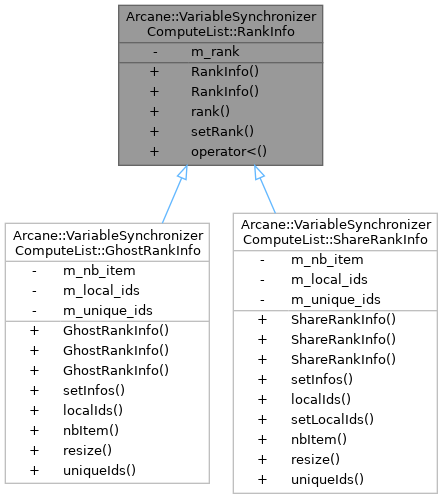 Arcane::VariableSynchronizer
ComputeList::RankInfo
- m_rank
+ RankInfo()
+ RankInfo()
+ rank()
+ setRank()
+ operator<()
Arcane::VariableSynchronizer
ComputeList::GhostRankInfo
- m_nb_item
- m_local_ids
- m_unique_ids
+ GhostRankInfo()
+ GhostRankInfo()
+ GhostRankInfo()
+ setInfos()
+ localIds()
+ nbItem()
+ resize()
+ uniqueIds()
Arcane::VariableSynchronizer
ComputeList::ShareRankInfo
- m_nb_item
- m_local_ids
- m_unique_ids
+ ShareRankInfo()
+ ShareRankInfo()
+ ShareRankInfo()
+ setInfos()
+ localIds()
+ setLocalIds()
+ nbItem()
+ resize()
+ uniqueIds()